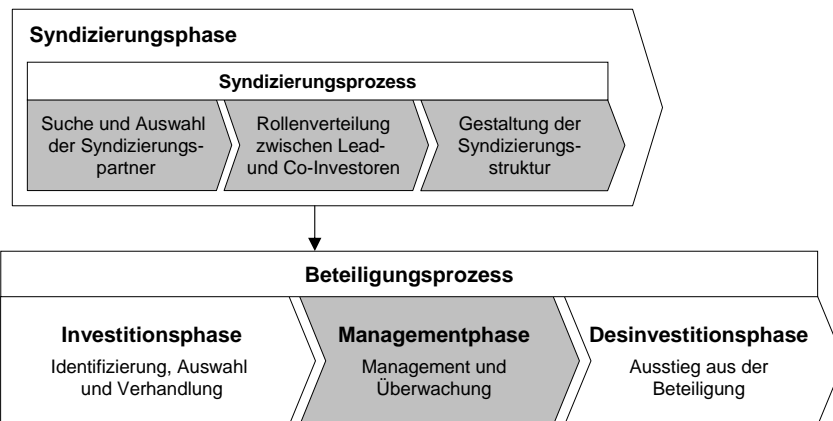 Syndizierungsphase
Syndizierungsprozess
Suche und Auswahl
der Syndizierungs-
partner
Rollenverteilung
zwischen Lead-
und Co-Investoren
Gestaltung der
Syndizierungs-
struktur
Beteiligungsprozess
Investitionsphase
Identifizierung, Auswahl
und Verhandlung
Managementphase
Management und
Überwachung
Desinvestitionsphase
Ausstieg aus der
Beteiligung